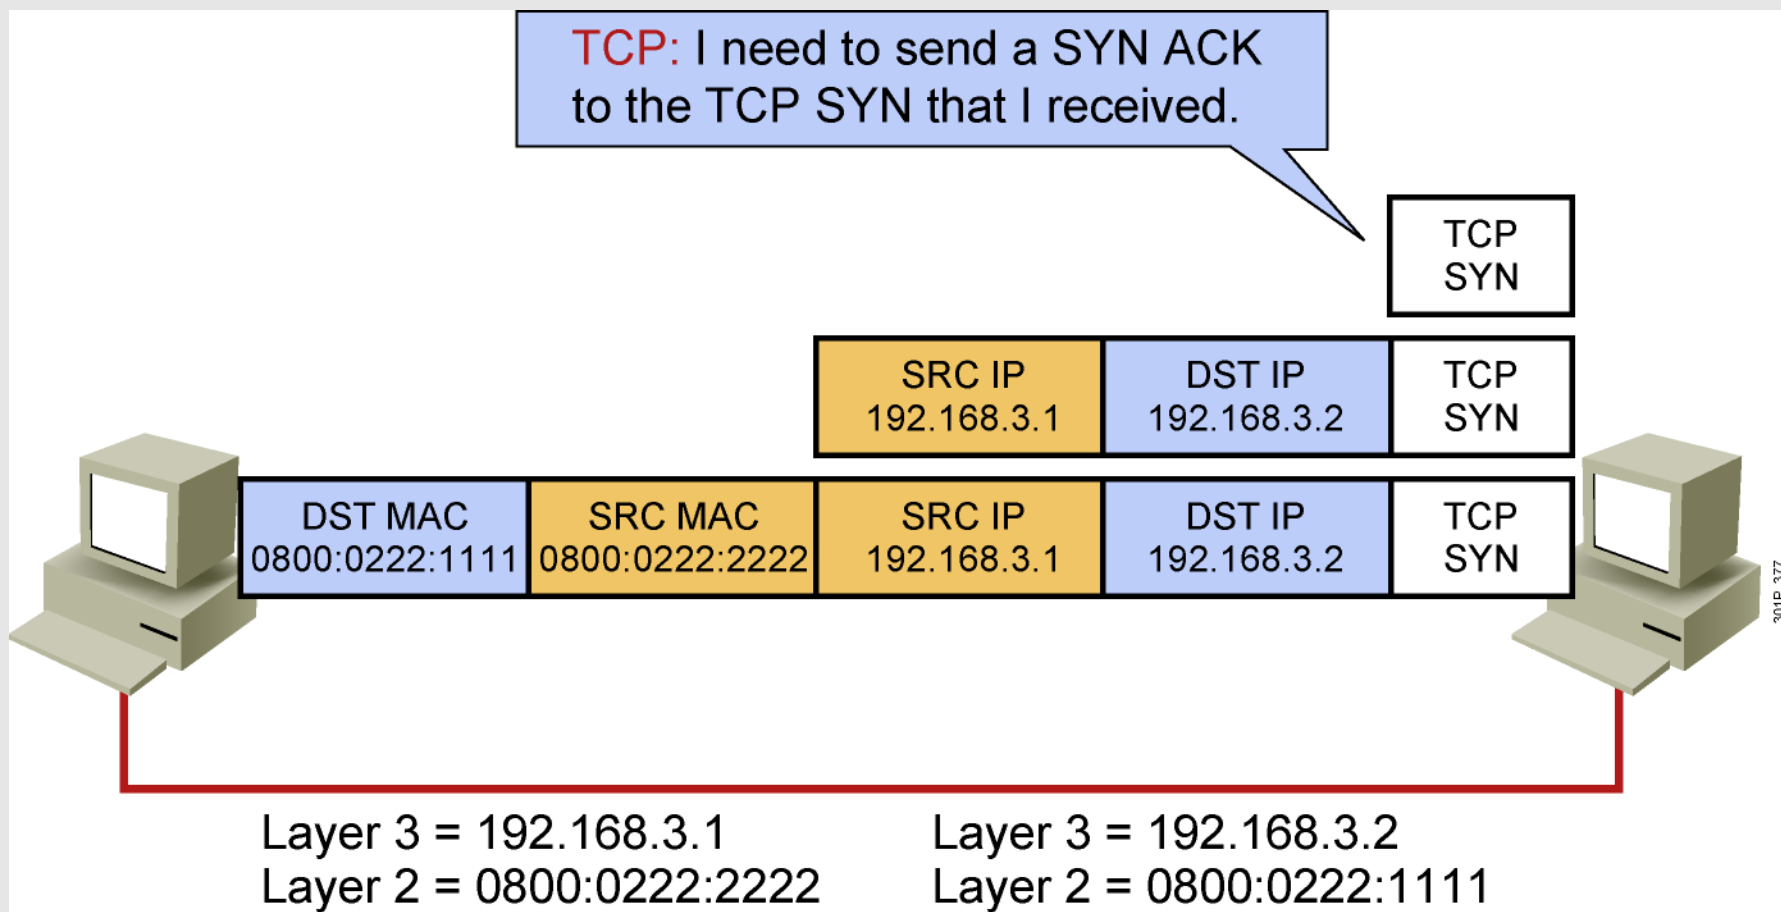 TCP: I need to send a SYN ACK
to the TCP SYN that I received.
TCP
SYN
SRC IP
192.168.3.1
DST IP
192.168.3.2
TCP
SYN
DST MAC
0800:0222:1111
SRC MAC
0800:0222:2222
SRC IP
192.168.3.1
DST IP
192.168.3.2
TCP
SYN
301P_377
Layer 3 = 192.168.3.1
Layer 2 = 0800:0222:2222
Layer 3 = 192.168.3.2
Layer 2 = 0800:0222:1111